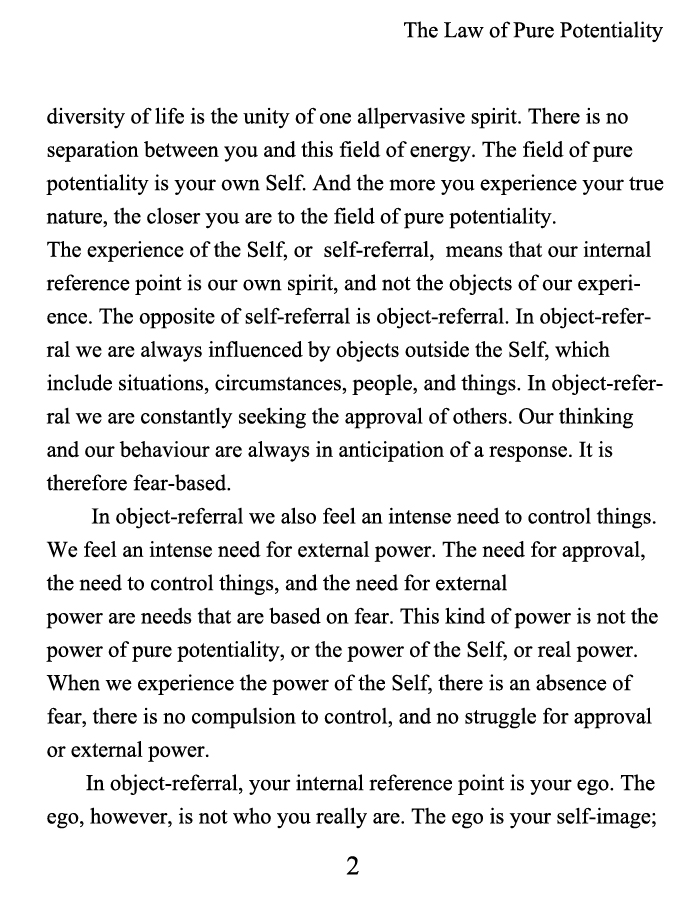 The Law of Pure Potentiality
diversity of life is the unity of one allpervasive spirit. There is no
separation between you and this field of energy. The field of pure
potentiality is your own Self. And the more you experience your true
nature, the closer you are to the field of pure potentiality.
The experience of the Self, or  self-referral,  means that our internal
reference point is our own spirit, and not the objects of our experi-
ence. The opposite of self-referral is object-referral. In object-refer-
ral we are always influenced by objects outside the Self, which
include situations, circumstances, people, and things. In object-refer-
ral we are constantly seeking the approval of others. Our thinking
and our behaviour are always in anticipation of a response. It is
therefore fear-based.
In object-referral we also feel an intense need to control things.
We feel an intense need for external power. The need for approval,
the need to control things, and the need for external
power are needs that are based on fear. This kind of power is not the
power of pure potentiality, or the power of the Self, or real power.
When we experience the power of the Self, there is an absence of
fear, there is no compulsion to control, and no struggle for approval
or external power.
In object-referral, your internal reference point is your ego. The
ego, however, is not who you really are. The ego is your self-image;
2